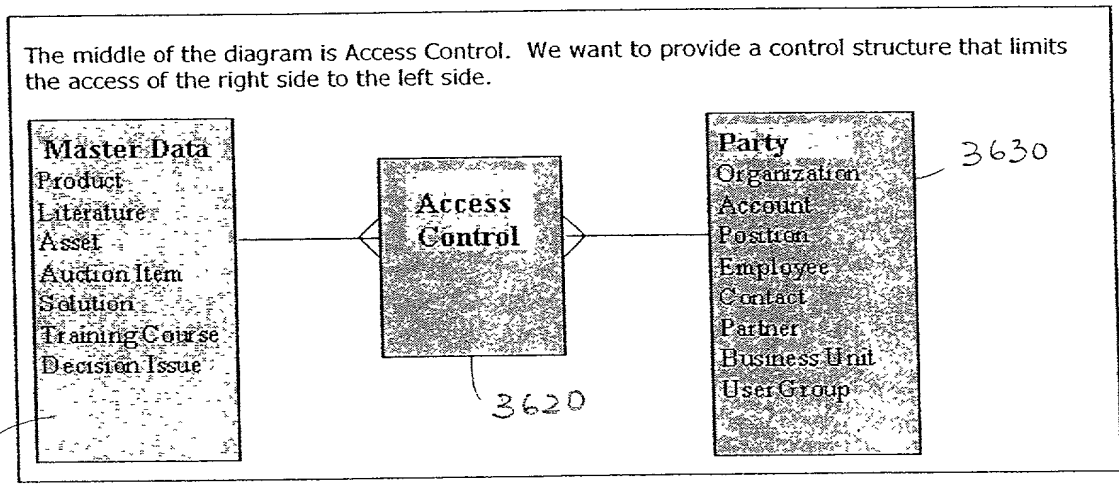 The middle of the diagram is Access Control. We want to provide a control structure that limits
the access of the right side to the left side.
Master Data
Product
Literature
Asset
Auction Item
Solution
Training Course
Decision Issue
Access
Control
3620
Party
Organization
Account
Position
Employee
Contact
Partner
Business Unit
User Group
3630